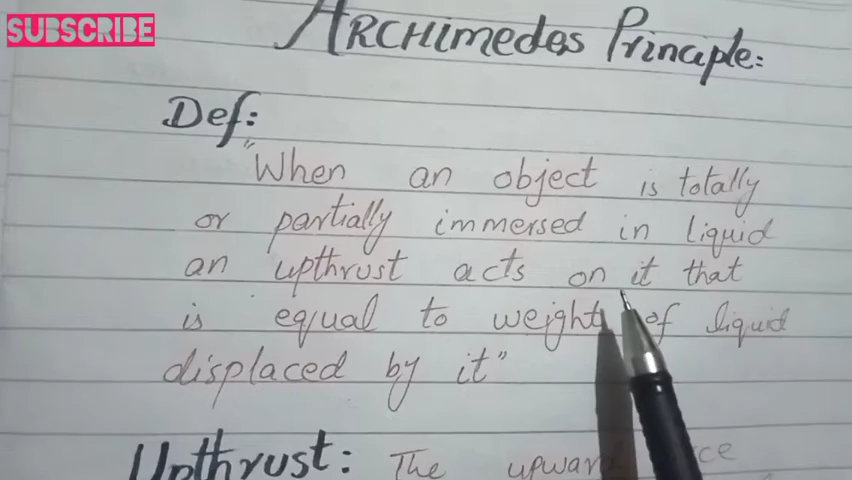 SUBSCRIBE
ARCHimedes Principle:
Def:
"When an object is totally
or partially immersed in liquid
an upthrust acts on it that
is equal to weight of liquid
displaced by it"
Upthrust: The upward